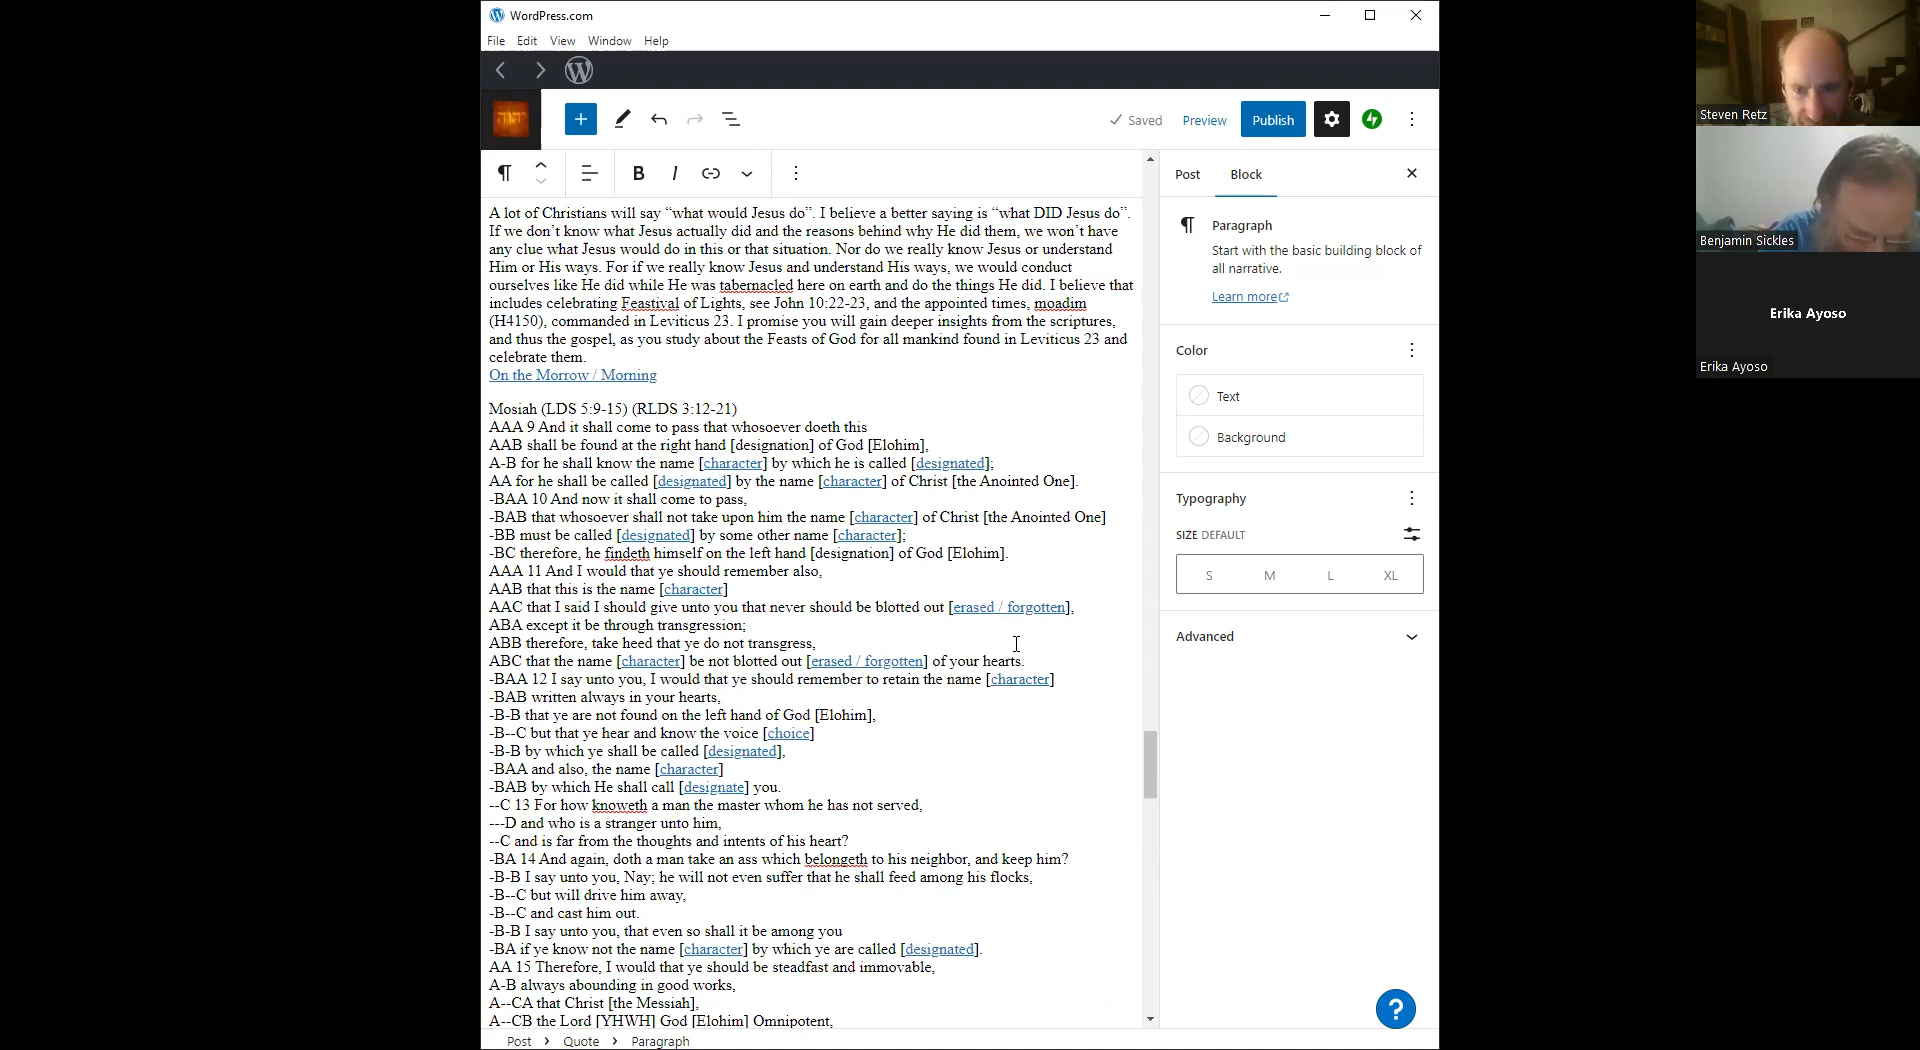 WordPress.com
File Edit View Window Help
Saved Preview Publish
A lot of Christians will say “what would Jesus do”. I believe a better saying is “what DID Jesus do”.
If we don’t know what Jesus actually did and the reasons behind why He did them, we won’t have
any clue what Jesus would do in this or that situation. Nor do we really know Jesus or understand
Him or His ways. For if we really know Jesus and understand His ways, we would conduct
ourselves like He did while He was tabernacled here on earth and do the things He did. I believe that
includes celebrating Feastival of Lights, see John 10:22-23, and the appointed times, moadim
(H4150), commanded in Leviticus 23. I promise you will gain deeper insights from the scriptures,
and thus the gospel, as you study about the Feasts of God for all mankind found in Leviticus 23 and
celebrate them.
On the Morrow / Morning
Mosiah (LDS 5:9-15) (RLDS 3:12-21)
AAA 9 And it shall come to pass that whosoever doeth this
AAB shall be found at the right hand [designation] of God [Elohim],
A-B for he shall know the name [character] by which he is called [designated];
AA for he shall be called [designated] by the name [character] of Christ [the Anointed One].
-BAA 10 And now it shall come to pass,
-BAB that whosoever shall not take upon him the name [character] of Christ [the Anointed One]
-BB must be called [designated] by some other name [character];
-BC therefore, he findeth himself on the left hand [designation] of God [Elohim].
AAA 11 And I would that ye should remember also,
AAB that this is the name [character]
AAC that I said I should give unto you that never should be blotted out [erased / forgotten],
ABA except it be through transgression;
ABB therefore, take heed that ye do not transgress,
ABC that the name [character] be not blotted out [erased / forgotten] of your hearts.
-BAA 12 I say unto you, I would that ye should remember to retain the name [character]
-BAB written always in your hearts,
-B-B that ye are not found on the left hand of God [Elohim],
-B--C but that ye hear and know the voice [choice]
-B-B by which ye shall be called [designated],
-BAA and also, the name [character]
-BAB by which He shall call [designate] you.
--C 13 For how knoweth a man the master whom he has not served,
---D and who is a stranger unto him,
--C and is far from the thoughts and intents of his heart?
-BA 14 And again, doth a man take an ass which belongeth to his neighbor, and keep him?
-B-B I say unto you, Nay; he will not even suffer that he shall feed among his flocks,
-B--C but will drive him away,
-B--C and cast him out.
-B-B I say unto you, that even so shall it be among you
-BA if ye know not the name [character] by which ye are called [designated].
AA 15 Therefore, I would that ye should be steadfast and immovable,
A-B always abounding in good works,
A--CA that Christ [the Messiah],
A--CB the Lord [YHWH] God [Elohim] Omnipotent,
Post > Quote > Paragraph
Post Block
Paragraph
Start with the basic building block of
all narrative.
Learn more
Color
Text
Background
Typography
SIZE DEFAULT
S M L XL
Advanced
Steven Retz
Benjamin Sickles
Erika Ayoso
Erika Ayoso